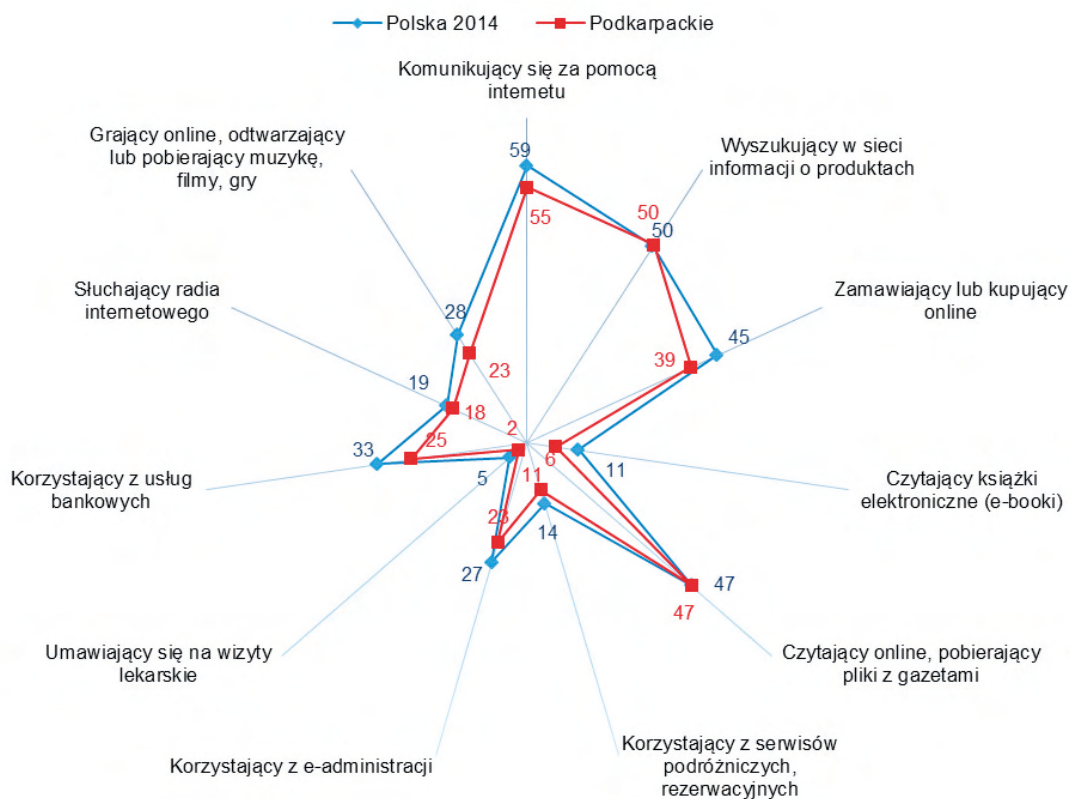 Polska 2014
Podkarpackie
Komunikujący się za pomocą
internetu
Grający online, odtwarzający
lub pobierający muzykę,
filmy, gry
Wyszukujący w sieci
informacji o produktach
59
55
50
50
Słuchający radia
internetowego
Zamawiający lub kupujący
online
28
23
45
39
19
18
33
25
2
5
6
11
Korzystający z usług
bankowych
Czytający książki
elektroniczne (e-booki)
11
14
23
27
47
47
Umawiający się na wizyty
lekarskie
Czytający online, pobierający
pliki z gazetami
Korzystający z e-administracji
Korzystający z serwisów
podróżniczych,
rezerwacyjnych